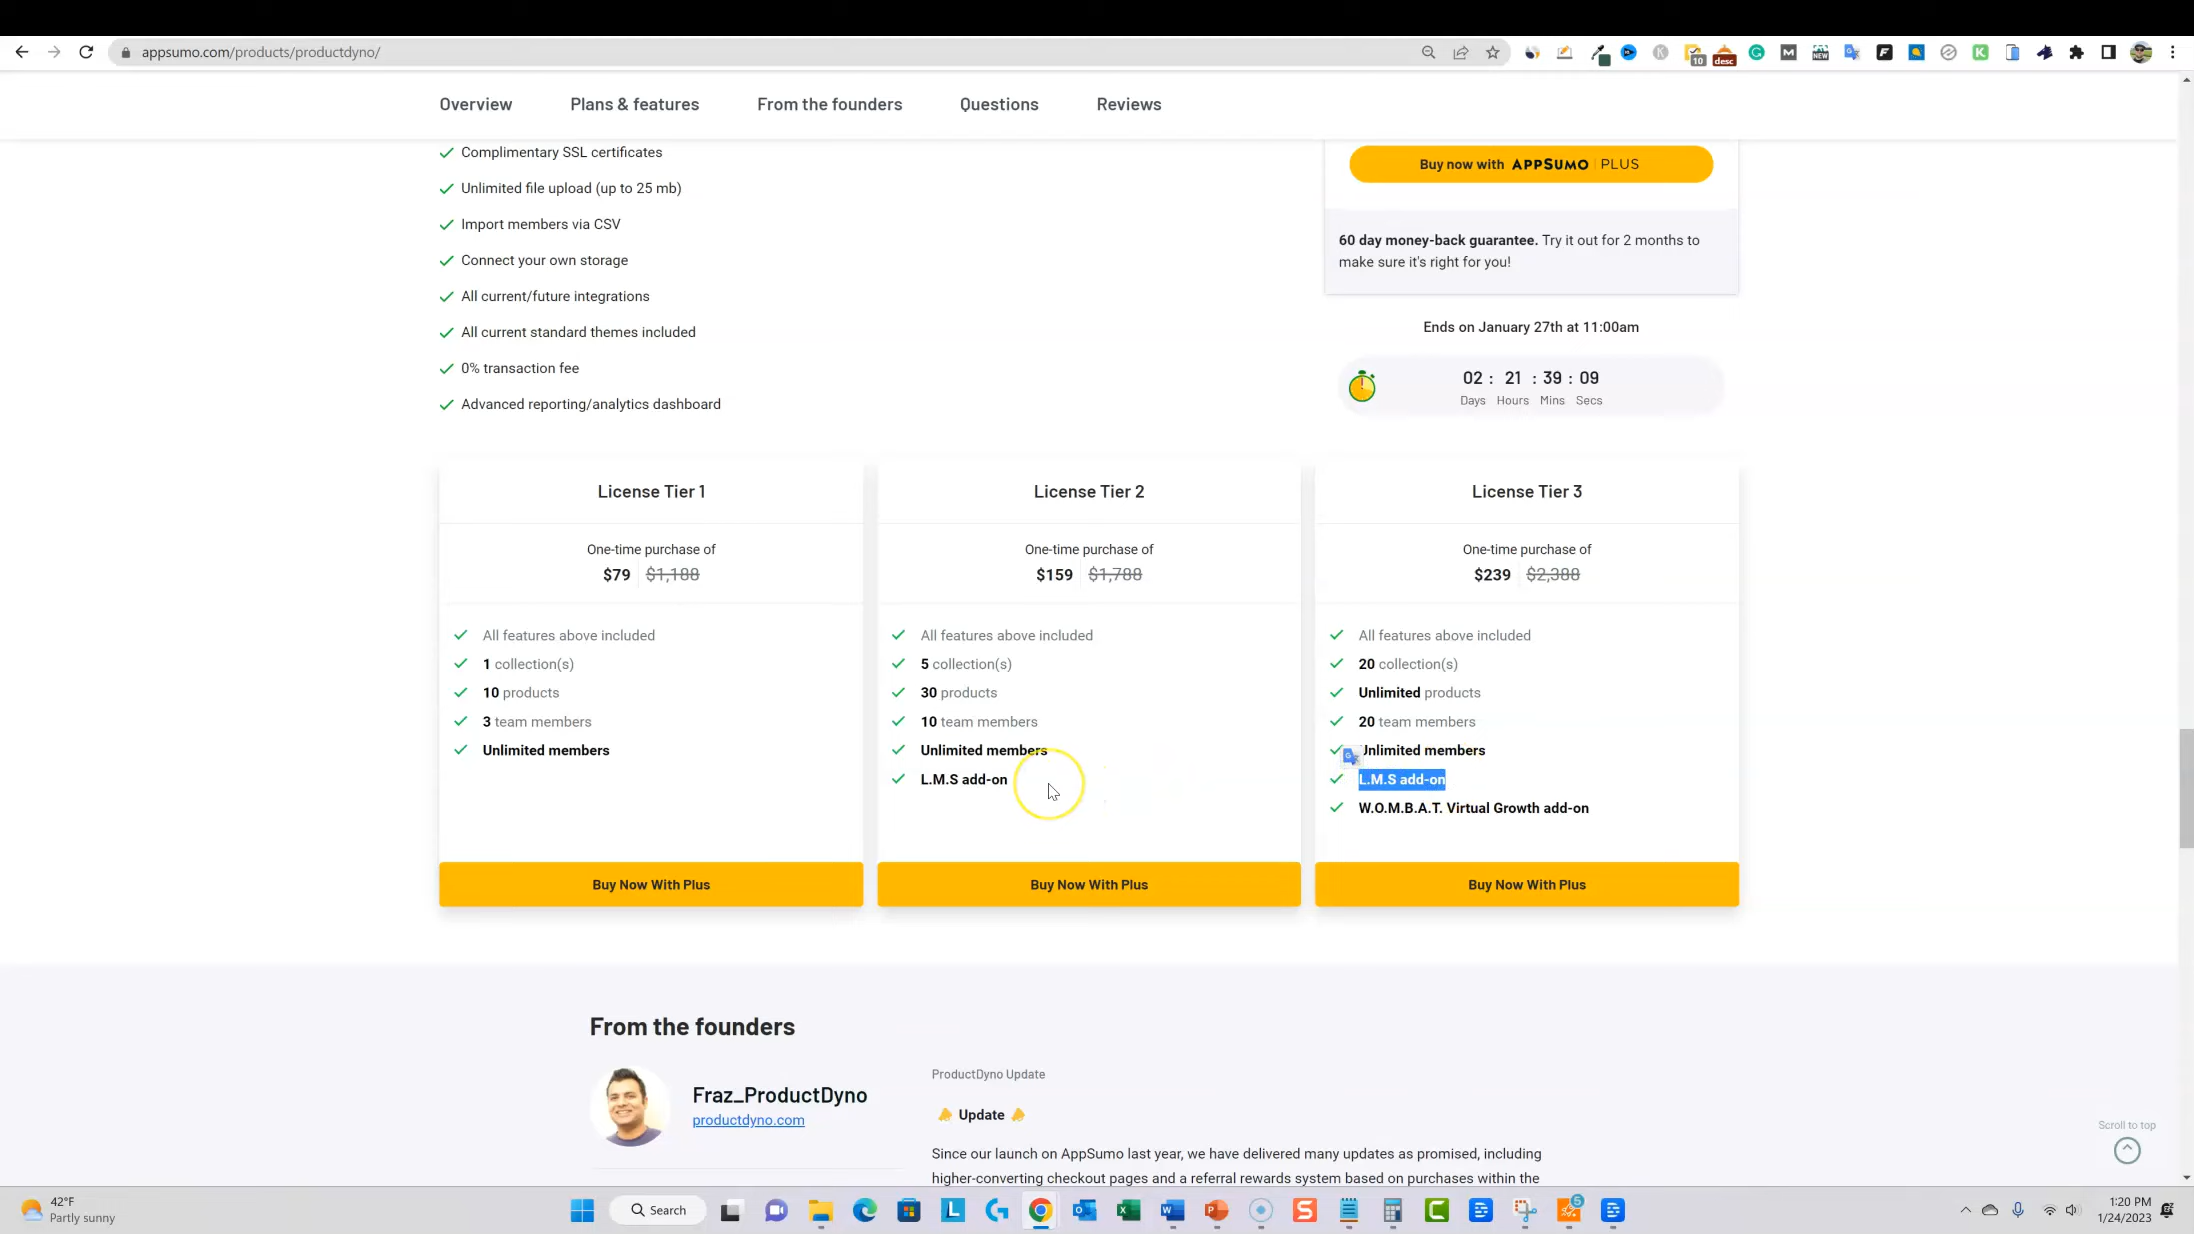 appsumo.com/products/productdyno/
10
desc
NEW
Overview
Plans & features
From the founders
Questions
Reviews
Complimentary SSL certificates
Unlimited file upload (up to 25 mb)
Import members via CSV
Connect your own storage
All current/future integrations
All current standard themes included
0% transaction fee
Advanced reporting/analytics dashboard
Buy now with APPSUMO | PLUS
60 day money-back guarantee. Try it out for 2 months to
make sure it's right for you!
Ends on January 27th at 11:00am
02 : 21 : 39 : 09
Days Hours Mins Secs
License Tier 1
One-time purchase of
$79 $1,188
All features above included
1 collection(s)
10 products
3 team members
Unlimited members
Buy Now With Plus
License Tier 2
One-time purchase of
$159 $1,788
All features above included
5 collection(s)
30 products
10 team members
Unlimited members
L.M.S add-on
Buy Now With Plus
License Tier 3
One-time purchase of
$239 $2,388
All features above included
20 collection(s)
Unlimited products
20 team members
Unlimited members
L.M.S add-on
W.O.M.B.A.T. Virtual Growth add-on
Buy Now With Plus
From the founders
Fraz_ProductDyno
productdyno.com
ProductDyno Update
Update
Since our launch on AppSumo last year, we have delivered many updates as promised, including
higher-converting checkout pages and a referral rewards system based on purchases within the
Scroll to top
42°F
Partly sunny
Search
5
1:20 PM
1/24/2023